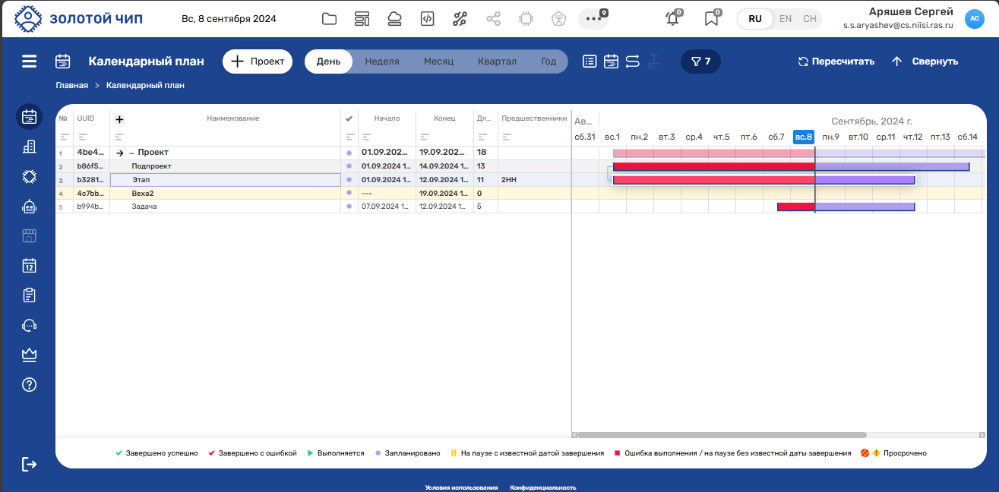 ЗОЛОТОЙ ЧИП
Вс, 8 сентября 2024
9
0
0
RU EN CH
Аряшев Сергей
s.s.aryashev@cs.niisi.ras.ru
АС
Календарный план
+ Проект
День Неделя Месяц Квартал Год
7
Пересчитать
Свернуть
Главная > Календарный план
№ UUID + Наименование Начало Конец Дл... Предшественники
Ав... Сентябрь, 2024 г.
сб.31 вс.1 пн.2 вт.3 ср.4 чт.5 пт.6 сб.7 вс.8 пн.9 вт.10 ср.11 чт.12 пт.13 сб.14
1 4be4... → – Проект 01.09.202... 19.09.202... 18
2 b86f5... Подпроект 01.09.2024 1... 14.09.2024 1... 13
3 b3281... Этап 01.09.2024 1... 12.09.2024 1... 11 2НН
4 4c7bb... Веха2 --- 19.09.2024 1... 0
5 b994b... Задача 07.09.2024 1... 12.09.2024 1... 5
12
Завершено успешно Завершено с ошибкой Выполняется Запланировано На паузе с известной датой завершения Ошибка выполнения / на паузе без известной даты завершения Просрочено
Условия использования Конфиденциальность